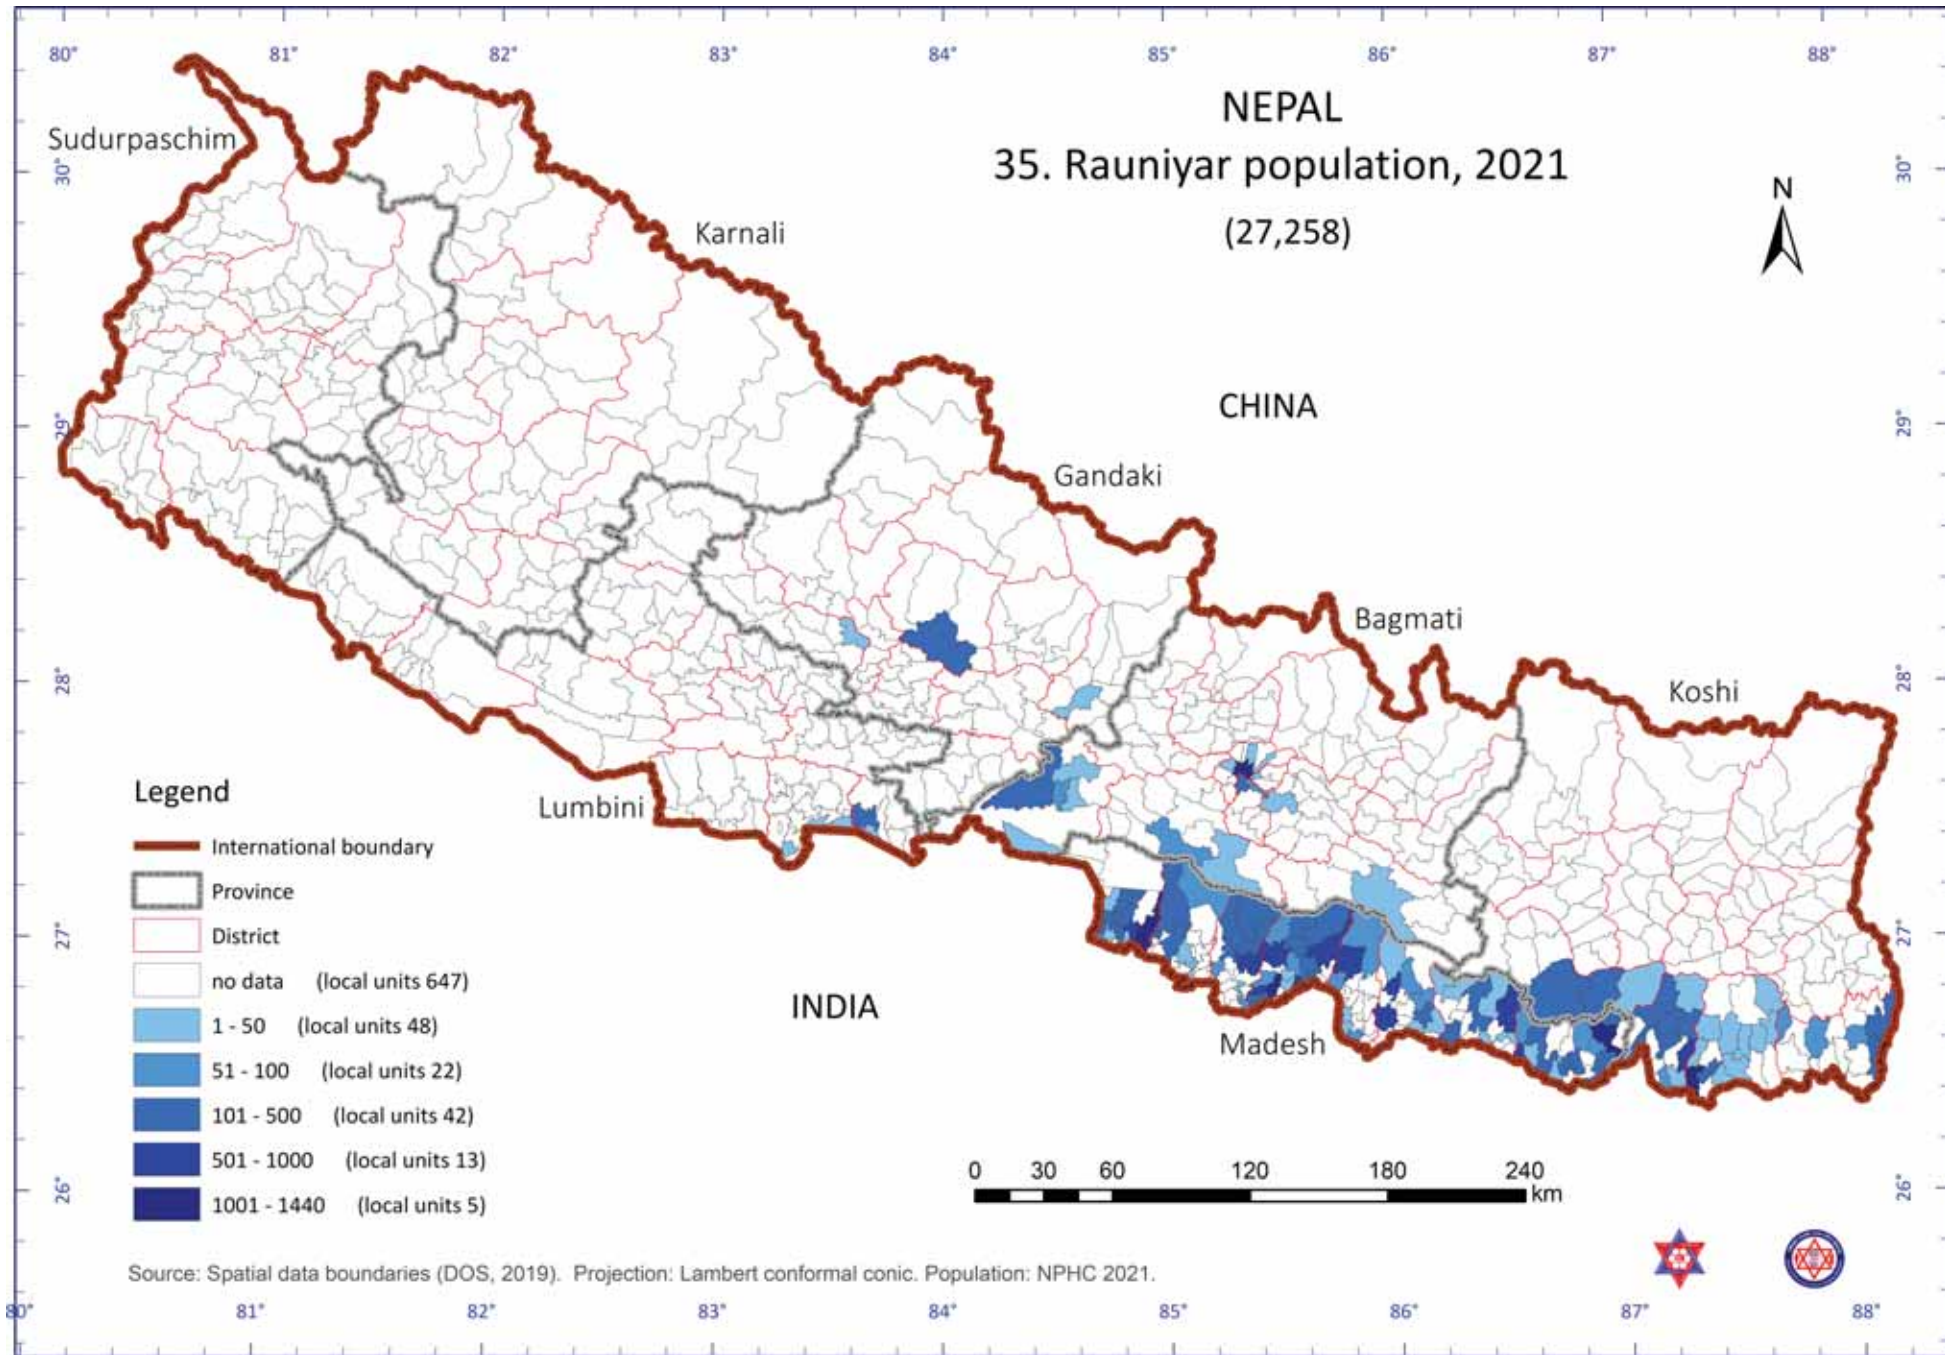 80° 81° 82° 83° 84° 85° 86° 87° 88°
NEPAL
35. Rauniyar population, 2021
(27,258)
Sudurpaschim
30°
30°
N
Karnali
CHINA
29°
29°
Gandaki
Bagmati
28°
28°
Koshi
Legend
Lumbini
International boundary
Province
District
27°
27°
no data (local units 647)
INDIA
1 - 50 (local units 48)
Madesh
51 - 100 (local units 22)
101 - 500 (local units 42)
501 - 1000 (local units 13)
0 30 60 120 180 240
km
26°
26°
1001 - 1440 (local units 5)
Source: Spatial data boundaries (DOS, 2019). Projection: Lambert conformal conic. Population: NPHC 2021.
80° 81° 82° 83° 84° 85° 86° 87° 88°